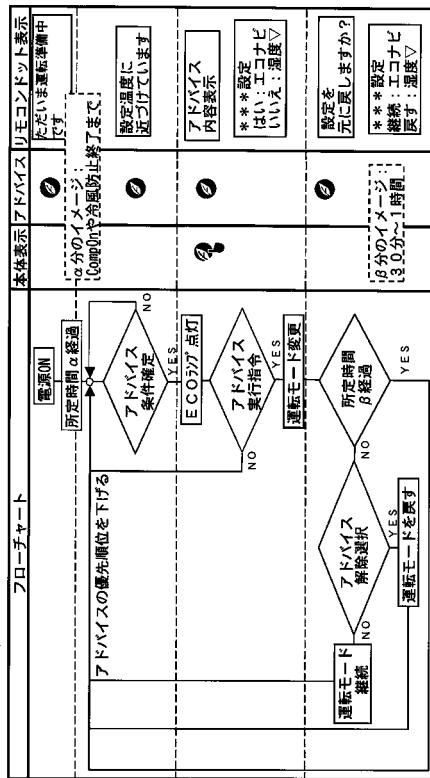 フローチャート
本体表示
アドバイス
リモコンドット表示
電源ON
ただいま運転準備中
です
所定時間α経過
α分のイメージ：
CompOnや冷風防止終了まで
アドバイス
条件確定
NO
YES
設定温度に
近づけています
アドバイスの優先順位を下げる
ECOランプ点灯
アドバイス
実行指令
NO
YES
アドバイス
内容表示
＊＊＊設定
はい：エコナビ
いいえ：湿度▽
運転モード変更
所定時間
β経過
NO
YES
アドバイス
解除選択
NO
YES
運転モード
継続
運転モードを戻す
β分のイメージ：
30分～1時間
設定を
元に戻しますか？
＊＊＊設定
継続：エコナビ
戻す：湿度▽